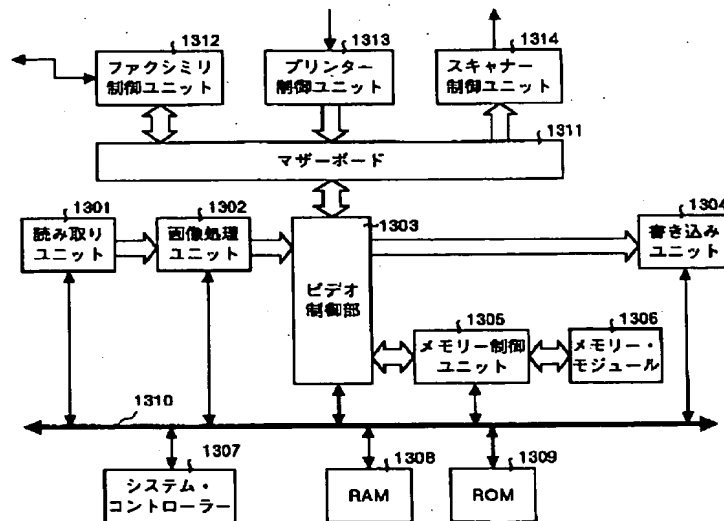 1312
1313
1314
ファクシミリ
制御ユニット
プリンター
制御ユニット
スキャナー
制御ユニット
1311
マザーボード
1301
1302
1303
1304
読み取り
ユニット
画像処理
ユニット
ビデオ
制御部
書き込み
ユニット
1305
1306
メモリー制御
ユニット
メモリー・
モジュール
1310
1307
1308
1309
システム・
コントローラー
RAM
ROM